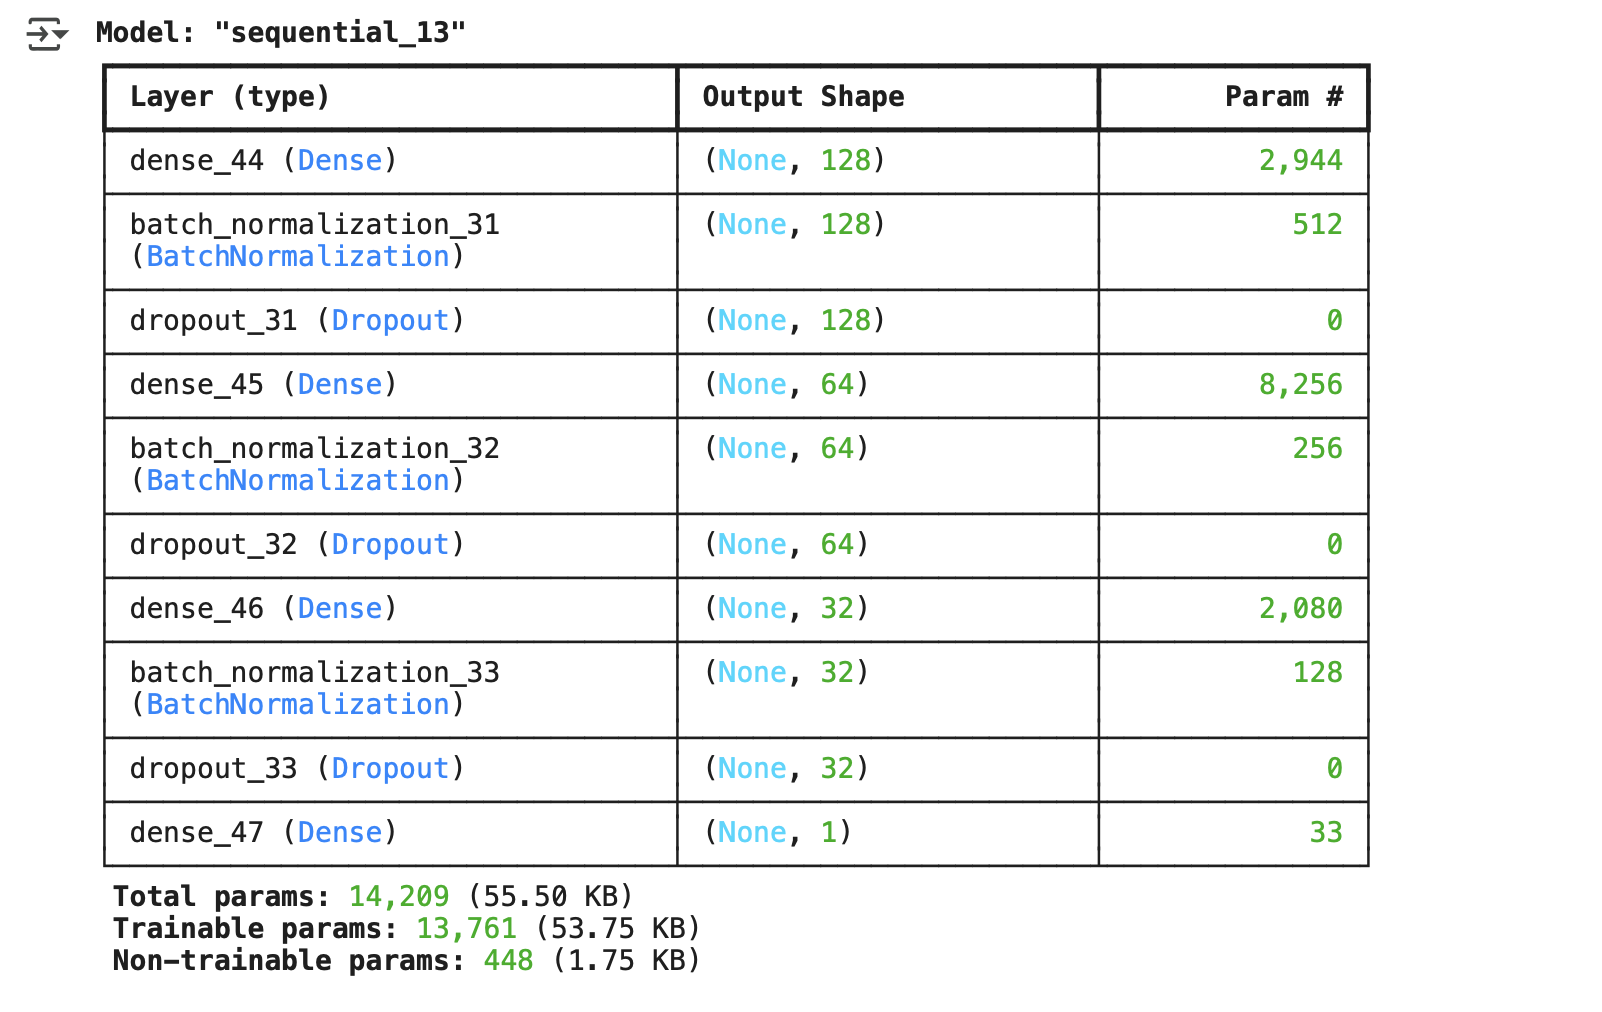 Model: "sequential_13"
Layer (type) Output Shape Param #
dense_44 (Dense) (None, 128) 2,944
batch_normalization_31 (None, 128) 512
(BatchNormalization)
dropout_31 (Dropout) (None, 128) 0
dense_45 (Dense) (None, 64) 8,256
batch_normalization_32 (None, 64) 256
(BatchNormalization)
dropout_32 (Dropout) (None, 64) 0
dense_46 (Dense) (None, 32) 2,080
batch_normalization_33 (None, 32) 128
(BatchNormalization)
dropout_33 (Dropout) (None, 32) 0
dense_47 (Dense) (None, 1) 33
Total params: 14,209 (55.50 KB)
Trainable params: 13,761 (53.75 KB)
Non-trainable params: 448 (1.75 KB)